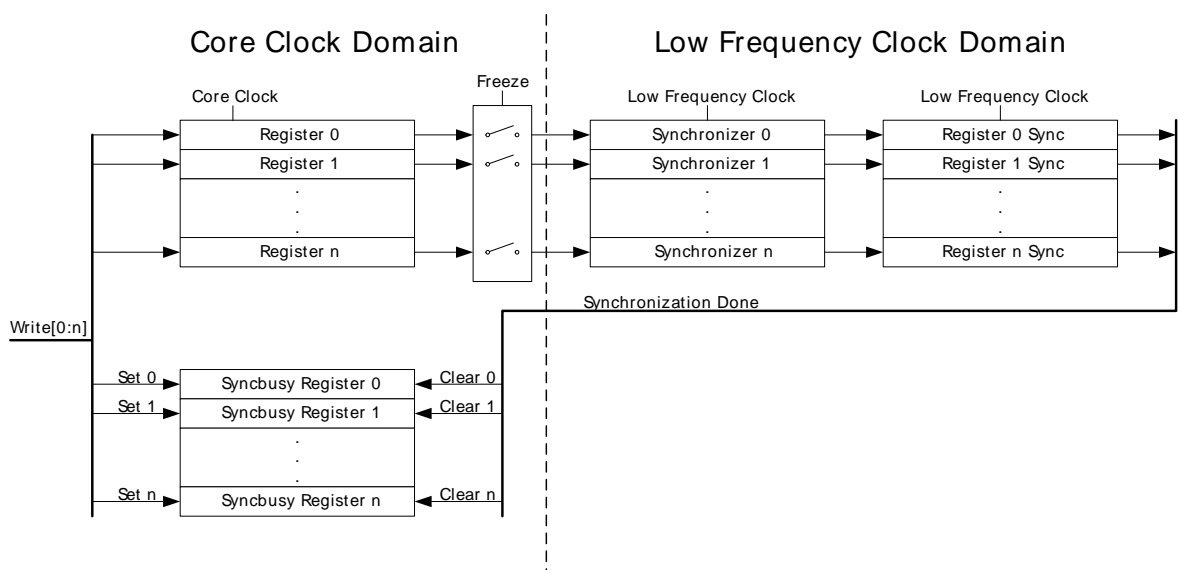 Core Clock Domain
Low Frequency Clock Domain
Freeze
Core Clock
Low Frequency Clock
Low Frequency Clock
Register 0
Synchronizer 0
Register 0 Sync
Register 1
Synchronizer 1
Register 1 Sync
.
.
.
.
.
.
.
.
.
Register n
Synchronizer n
Register n Sync
Synchronization Done
Write[0:n]
Set 0
Syncbusy Register 0
Clear 0
Set 1
Syncbusy Register 1
Clear 1
.
.
.
Set n
Syncbusy Register n
Clear n